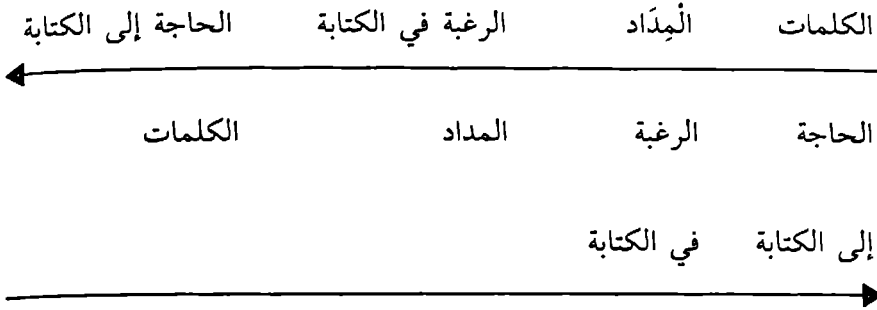 الكلمات الْمِدَاد الرغبة في الكتابة الحاجة إلى الكتابة
الحاجة الرغبة المداد الكلمات
إلى الكتابة في الكتابة